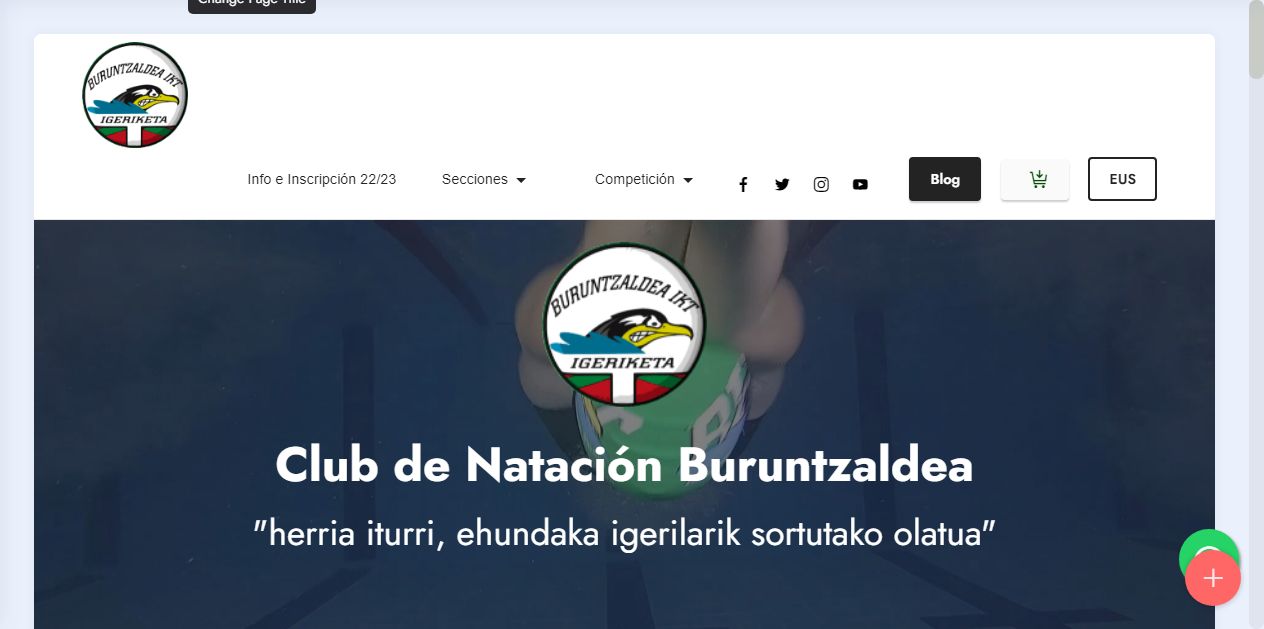 Change Page Title
BURUNTZALDEA IKT
IGERIKETA
Info e Inscripción 22/23 Secciones Competición Blog EUS
BURUNTZALDEA IKT
IGERIKETA
Club de Natación Buruntzaldea
"herria iturri, ehundaka igerilarik sortutako olatua"